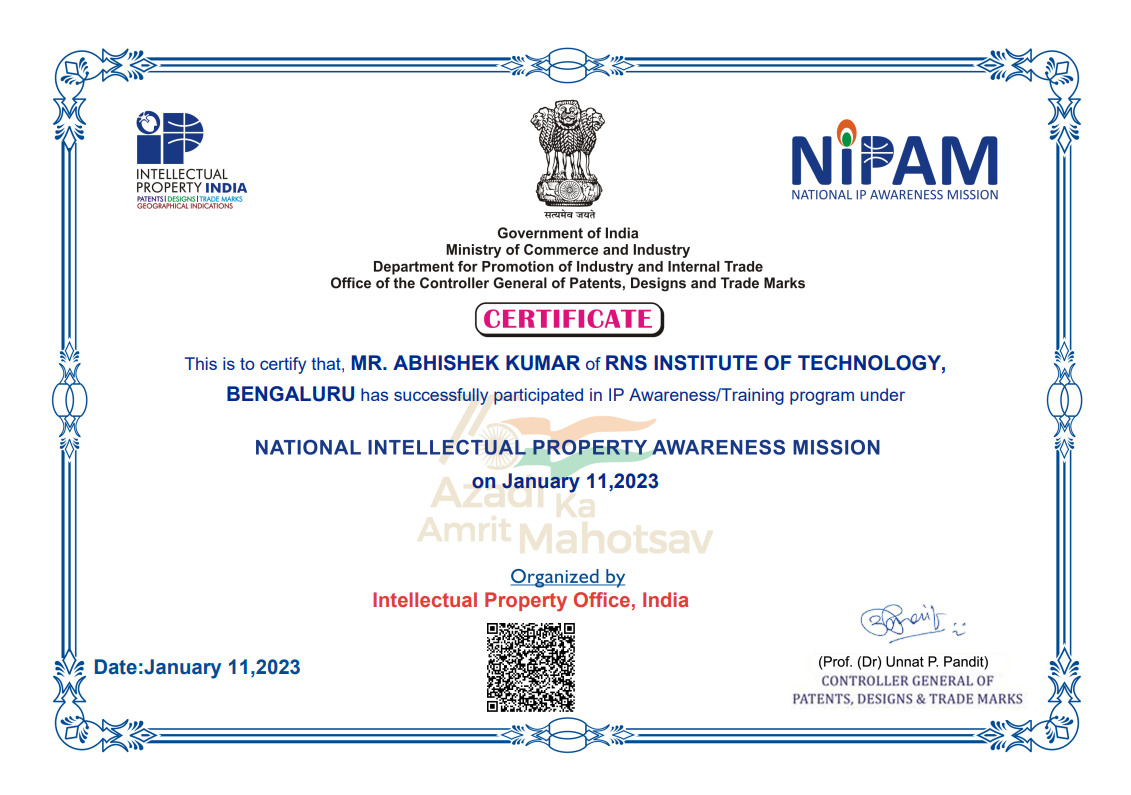 iP
INTELLECTUAL
PROPERTY INDIA
PATENTS | DESIGNS | TRADE MARKS
GEOGRAPHICAL INDICATIONS
सत्यमेव जयते
NiPAM
NATIONAL IP AWARENESS MISSION
Government of India
Ministry of Commerce and Industry
Department for Promotion of Industry and Internal Trade
Office of the Controller General of Patents, Designs and Trade Marks
CERTIFICATE
This is to certify that, MR. ABHISHEK KUMAR of RNS INSTITUTE OF TECHNOLOGY,
BENGALURU has successfully participated in IP Awareness/Training program under
NATIONAL INTELLECTUAL PROPERTY AWARENESS MISSION
on January 11,2023
Azadi Ka
Amrit Mahotsav
Organized by
Intellectual Property Office, India
Date:January 11,2023
(Prof. (Dr) Unnat P. Pandit)
CONTROLLER GENERAL OF
PATENTS, DESIGNS & TRADE MARKS